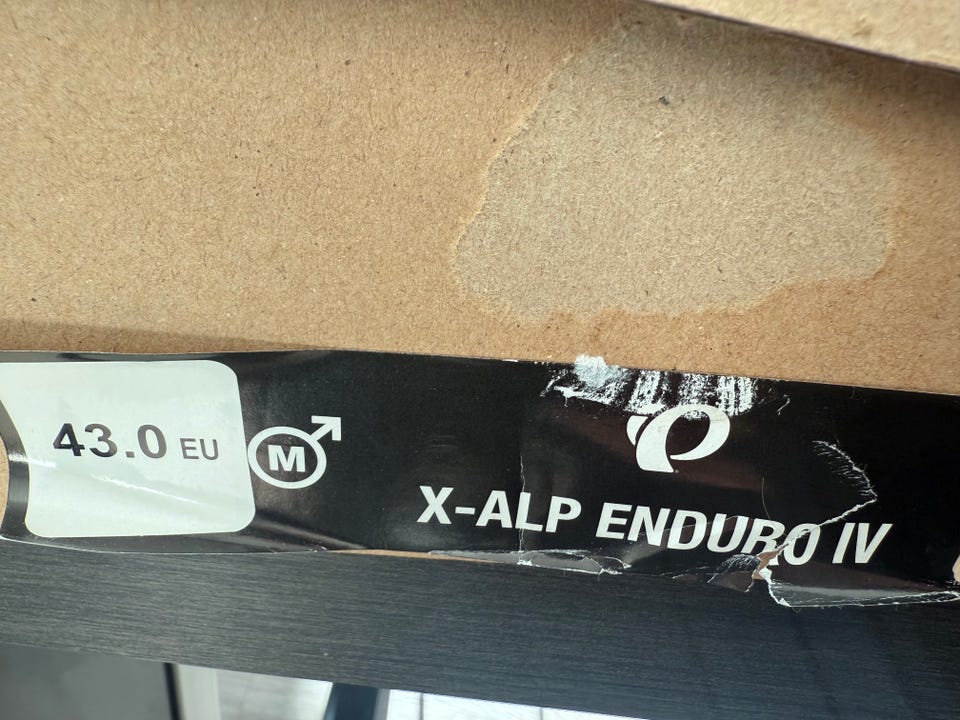 43.0 EU
M
X-ALP ENDURO IV